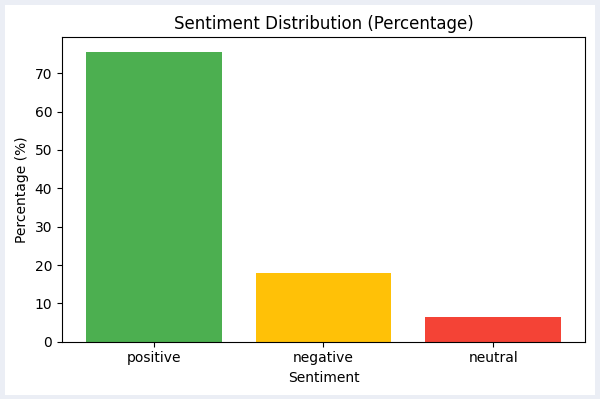 Sentiment Distribution (Percentage)
Percentage (%)
70
60
50
40
30
20
10
0
positive negative neutral
Sentiment